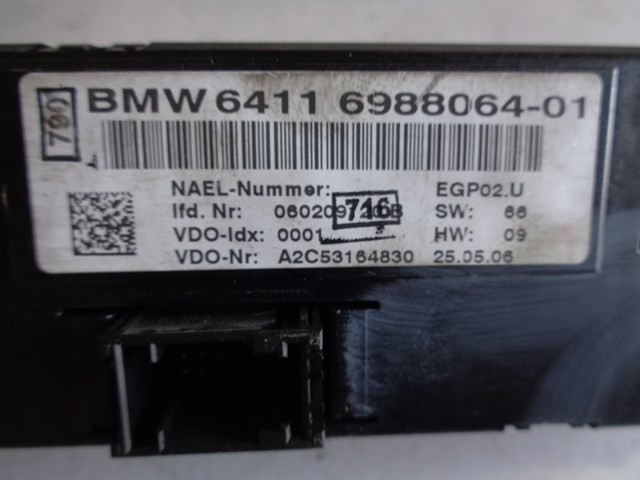 790
BMW 6411 6988064-01
NAEL-Nummer: EGP02.U
lfd. Nr: SW: 66
716
VDO-Idx: 0001 HW: 09
VDO-Nr: A2C53164830 25.05.06